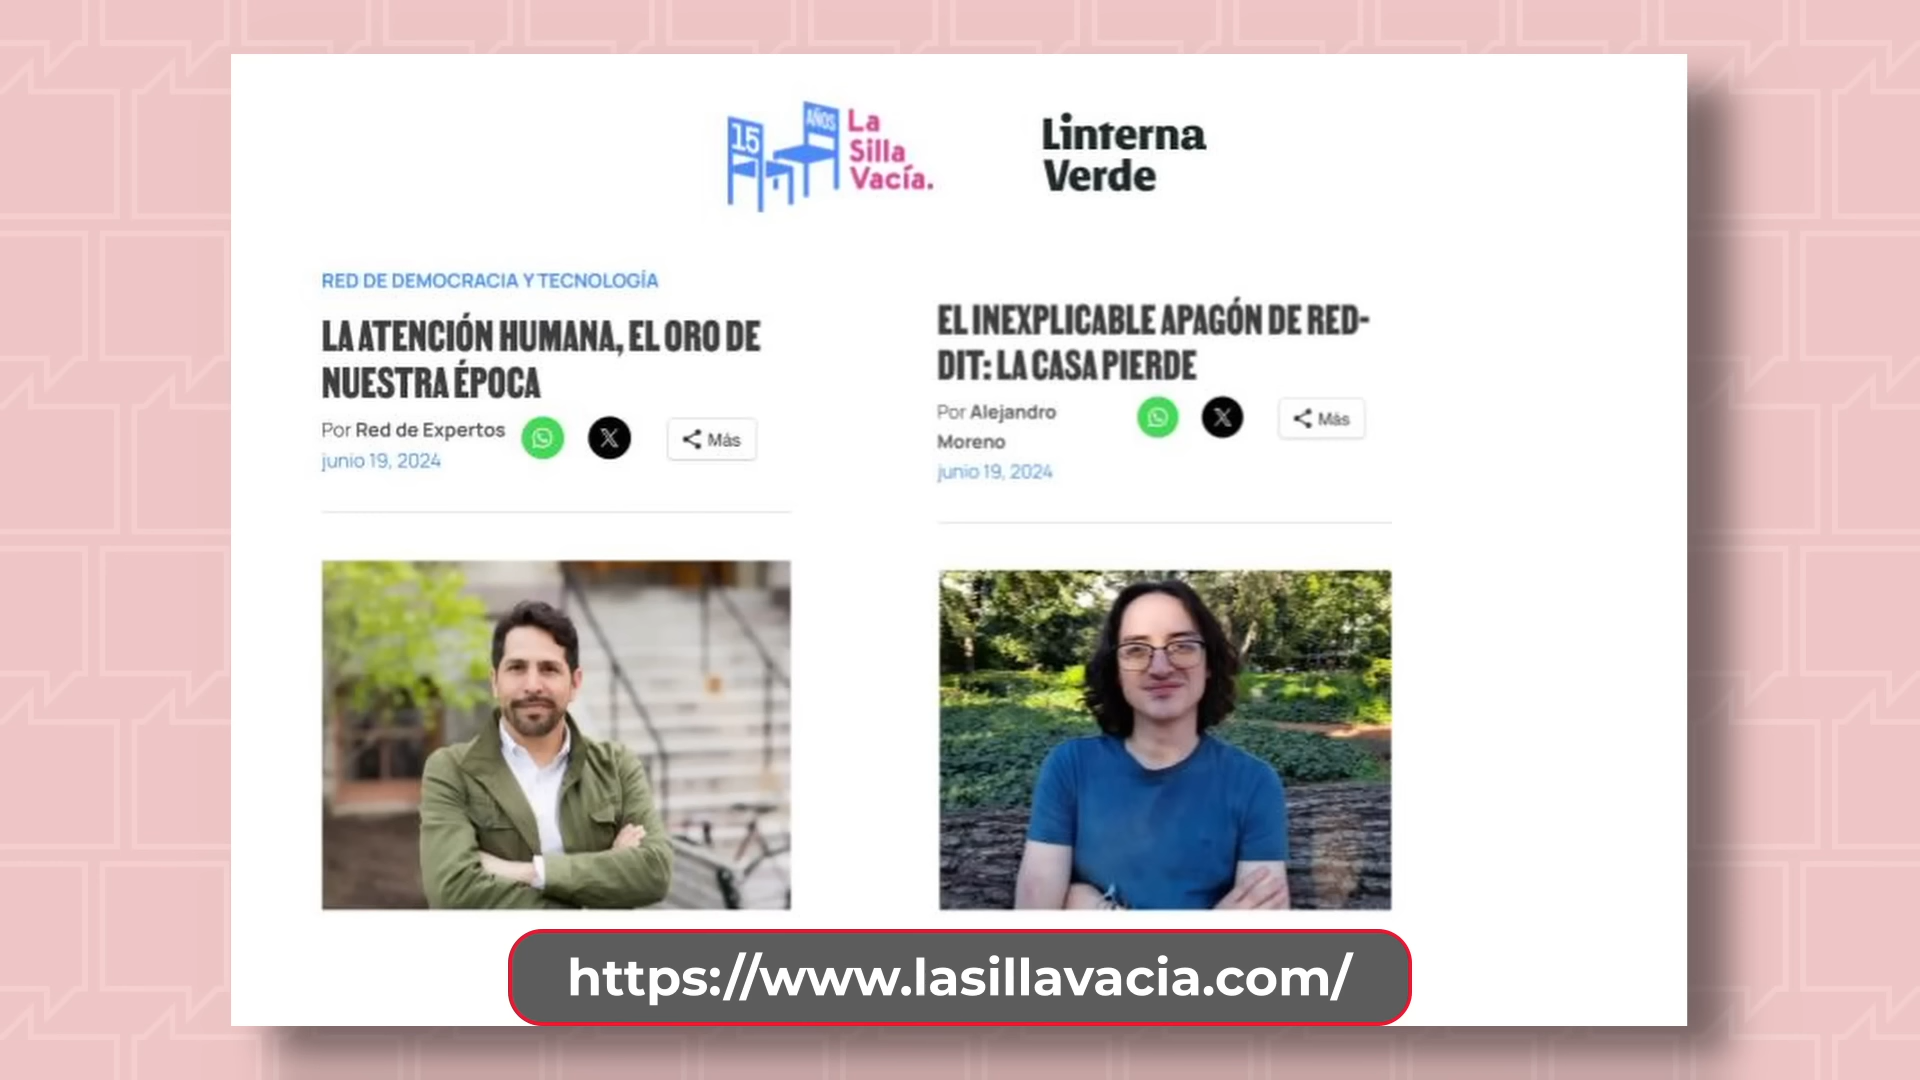 15
AÑOS
La
Silla
Vacía.
Linterna
Verde
RED DE DEMOCRACIA Y TECNOLOGÍA
LA ATENCIÓN HUMANA, EL ORO DE
NUESTRA ÉPOCA
Por Red de Expertos
junio 19, 2024
Más
EL INEXPLICABLE APAGÓN DE RED-
DIT: LA CASA PIERDE
Por Alejandro
Moreno
junio 19, 2024
Más
https://www.lasillavacia.com/